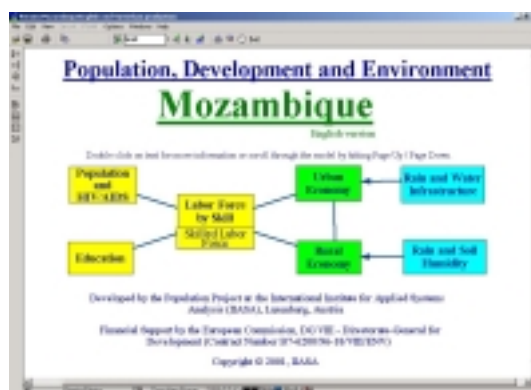 Population, Development and Environment
Mozambique
English version
Double click on text for more information or scroll through the model by hitting Page Up / Page Down.
Population
and
HIV/AIDS
Labor Force
by Skill
Skilled Labor
Force
Education
Urban
Economy
Rural
Economy
Rain and Water
Infrastructure
Rain and Soil
Humidity
Developed by the Population Project at the International Institute for Applied Systems
Analysis (IIASA), Laxenburg, Austria
Financial Support by the European Commission, DG VIII - Directorate-General for
Development (Contract Number
Copyright © 2001, IIASA